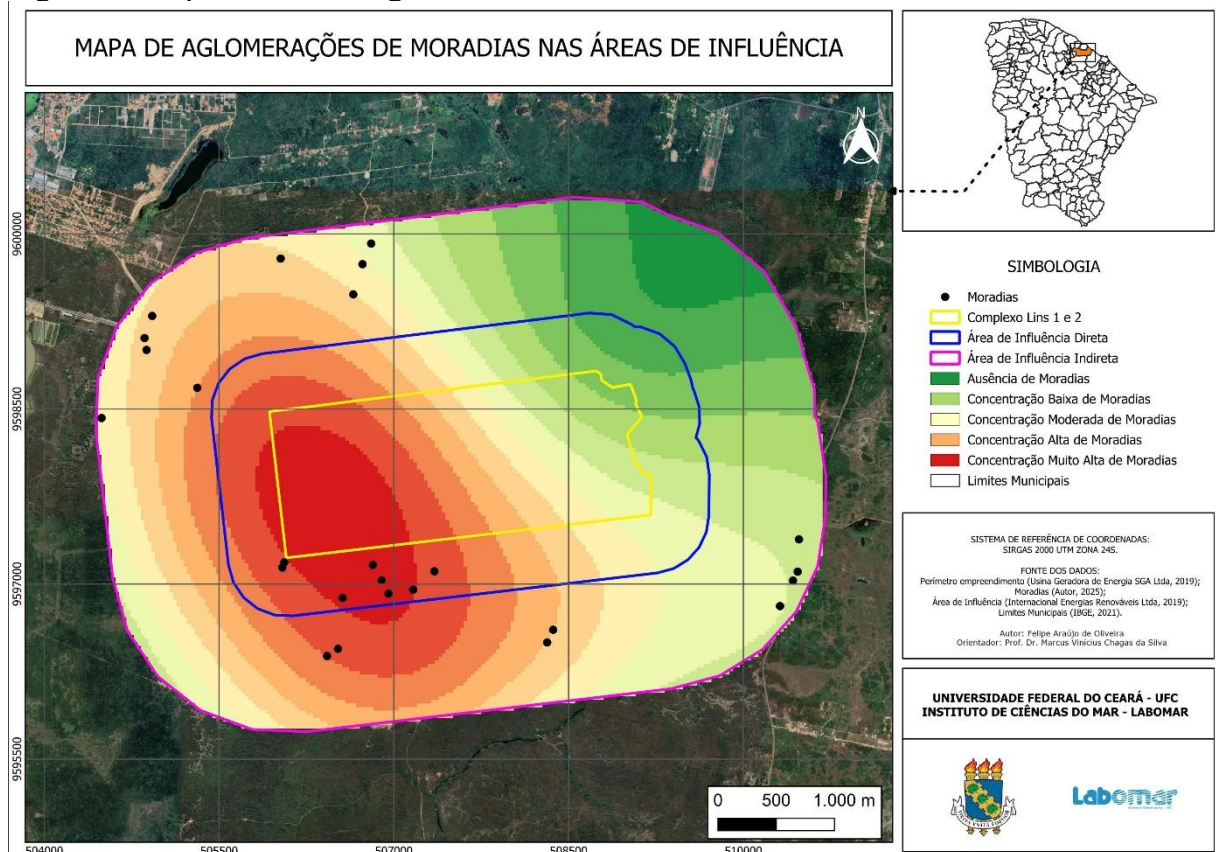 MAPA DE AGLOMERAÇÕES DE MORADIAS NAS ÁREAS DE INFLUÊNCIA
N
9600000
9598500
9597000
9595500
504000
505500
507000
508500
510000
0 500 1.000 m
SIMBOLOGIA
Moradias
Complexo Lins 1 e 2
Área de Influência Direta
Área de Influência Indireta
Ausência de Moradias
Concentração Baixa de Moradias
Concentração Moderada de Moradias
Concentração Alta de Moradias
Concentração Muito Alta de Moradias
Limites Municipais
SISTEMA DE REFERÊNCIA DE COORDENADAS:
SIRGAS 2000 UTM ZONA 24S.
FONTE DOS DADOS:
Perímetro empreendimento (Usina Geradora de Energia SGA Ltda, 2019);
Moradias (Autor, 2025);
Área de Influência (Internacional Energias Renováveis Ltda, 2019);
Limites Municipais (IBGE, 2021).
Autor: Felipe Araújo de Oliveira
Orientador: Prof. Dr. Marcus Vinícius Chagas da Silva
UNIVERSIDADE FEDERAL DO CEARÁ - UFC
INSTITUTO DE CIÊNCIAS DO MAR - LABOMAR
Labomar